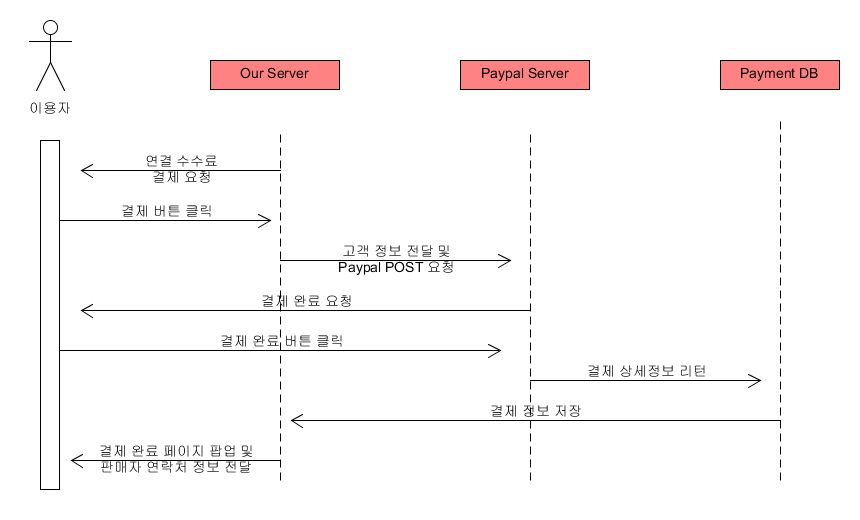 Our Server
Paypal Server
Payment DB
이용자
연결 수수료
결제 요청
결제 버튼 클릭
고객 정보 전달 및
Paypal POST 요청
결제 완료 요청
결제 완료 버튼 클릭
결제 상세정보 리턴
결제 정보 저장
결제 완료 페이지 팝업 및
판매자 연락처 정보 전달